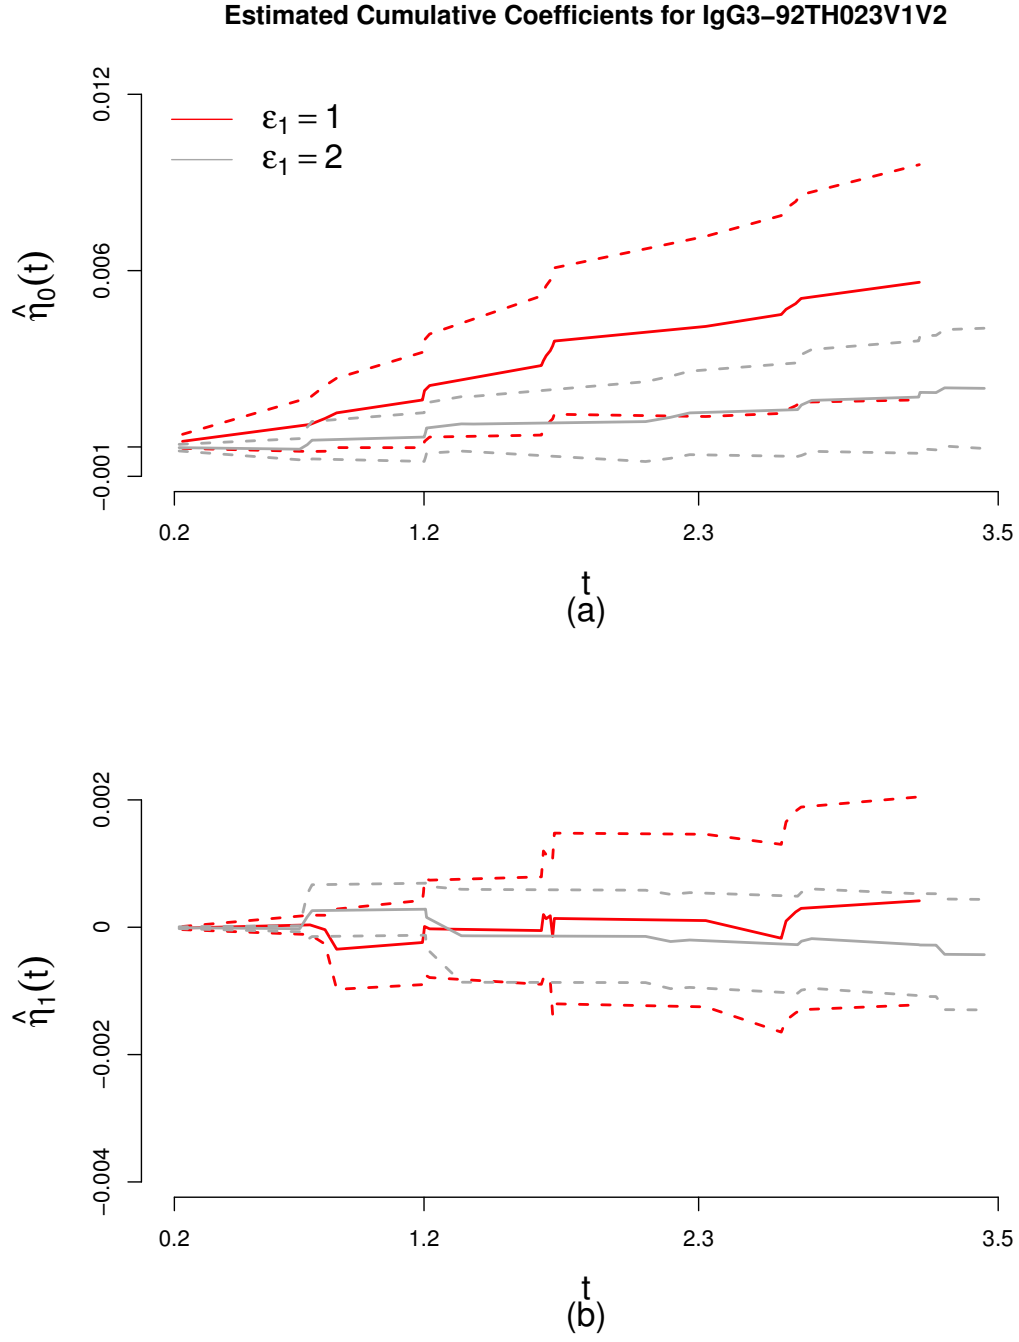 Estimated Cumulative Coefficients for IgG3−92TH023V1V2
0.012
0.006
−0.001
η̂₀(t)
ε₁ = 1
ε₁ = 2
0.2 1.2 2.3 3.5
t
(a)
0.002
0
−0.002
−0.004
η̂₁(t)
0.2 1.2 2.3 3.5
t
(b)